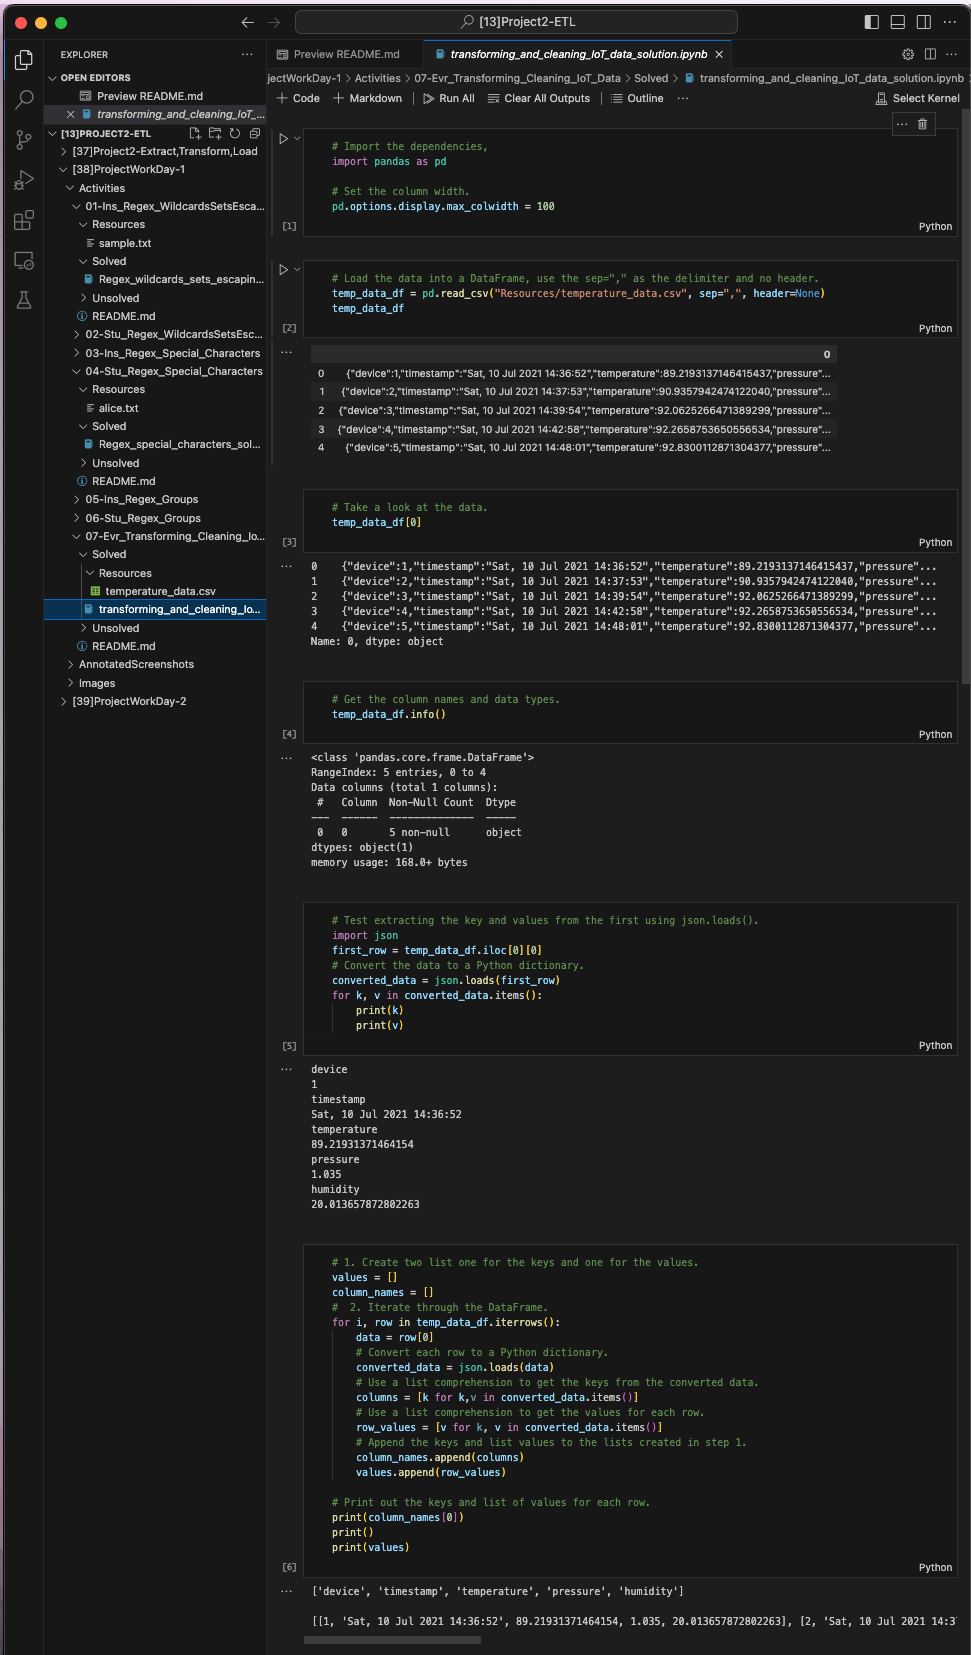 [13]Project2-ETL
EXPLORER
OPEN EDITORS
Preview README.md
transforming_and_cleaning_IoT_...
[13]PROJECT2-ETL
[37]Project2-Extract,Transform,Load
[38]ProjectWorkDay-1
Activities
01-Ins_Regex_WildcardsSetsEsca...
Resources
sample.txt
Solved
Regex_wildcards_sets_escapin...
Unsolved
README.md
02-Stu_Regex_WildcardsSetsEsc...
03-Ins_Regex_Special_Characters
04-Stu_Regex_Special_Characters
Resources
alice.txt
Solved
Regex_special_characters_sol...
Unsolved
README.md
05-Ins_Regex_Groups
06-Stu_Regex_Groups
07-Evr_Transforming_Cleaning_Io...
Solved
Resources
temperature_data.csv
transforming_and_cleaning_Io...
Unsolved
README.md
AnnotatedScreenshots
Images
[39]ProjectWorkDay-2
Preview README.md
transforming_and_cleaning_IoT_data_solution.ipynb
jectWorkDay-1 > Activities > 07-Evr_Transforming_Cleaning_IoT_Data > Solved > transforming_and_cleaning_IoT_data_solution.ipynb
+ Code + Markdown | Run All Clear All Outputs | Outline ... Select Kernel
# Import the dependencies,
import pandas as pd
# Set the column width.
pd.options.display.max_colwidth = 100
[1] Python
# Load the data into a DataFrame, use the sep="," as the delimiter and no header.
temp_data_df = pd.read_csv("Resources/temperature_data.csv", sep=",", header=None)
temp_data_df
[2] Python
0
0 {"device":1,"timestamp":"Sat, 10 Jul 2021 14:36:52","temperature":89.2193137146415437,"pressure"...
1 {"device":2,"timestamp":"Sat, 10 Jul 2021 14:37:53","temperature":90.9357942474122040,"pressure"...
2 {"device":3,"timestamp":"Sat, 10 Jul 2021 14:39:54","temperature":92.0625266471389299,"pressure"...
3 {"device":4,"timestamp":"Sat, 10 Jul 2021 14:42:58","temperature":92.2658753650556534,"pressure"...
4 {"device":5,"timestamp":"Sat, 10 Jul 2021 14:48:01","temperature":92.8300112871304377,"pressure"...
# Take a look at the data.
temp_data_df[0]
[3] Python
0 {"device":1,"timestamp":"Sat, 10 Jul 2021 14:36:52","temperature":89.2193137146415437,"pressure"...
1 {"device":2,"timestamp":"Sat, 10 Jul 2021 14:37:53","temperature":90.9357942474122040,"pressure"...
2 {"device":3,"timestamp":"Sat, 10 Jul 2021 14:39:54","temperature":92.0625266471389299,"pressure"...
3 {"device":4,"timestamp":"Sat, 10 Jul 2021 14:42:58","temperature":92.2658753650556534,"pressure"...
4 {"device":5,"timestamp":"Sat, 10 Jul 2021 14:48:01","temperature":92.8300112871304377,"pressure"...
Name: 0, dtype: object
# Get the column names and data types.
temp_data_df.info()
[4] Python
<class 'pandas.core.frame.DataFrame'>
RangeIndex: 5 entries, 0 to 4
Data columns (total 1 columns):
# Column Non-Null Count Dtype
--- ------ -------------- -----
0 0 5 non-null object
dtypes: object(1)
memory usage: 168.0+ bytes
# Test extracting the key and values from the first using json.loads().
import json
first_row = temp_data_df.iloc[0][0]
# Convert the data to a Python dictionary.
converted_data = json.loads(first_row)
for k, v in converted_data.items():
print(k)
print(v)
[5] Python
device
1
timestamp
Sat, 10 Jul 2021 14:36:52
temperature
89.21931371464154
pressure
1.035
humidity
20.013657872802263
# 1. Create two list one for the keys and one for the values.
values = []
column_names = []
#  2. Iterate through the DataFrame.
for i, row in temp_data_df.iterrows():
data = row[0]
# Convert each row to a Python dictionary.
converted_data = json.loads(data)
# Use a list comprehension to get the keys from the converted data.
columns = [k for k,v in converted_data.items()]
# Use a list comprehension to get the values for each row.
row_values = [v for k, v in converted_data.items()]
# Append the keys and list values to the lists created in step 1.
column_names.append(columns)
values.append(row_values)
# Print out the keys and list of values for each row.
print(column_names[0])
print()
print(values)
[6] Python
['device', 'timestamp', 'temperature', 'pressure', 'humidity']
[[1, 'Sat, 10 Jul 2021 14:36:52', 89.21931371464154, 1.035, 20.013657872802263], [2, 'Sat, 10 Jul 2021 14:3